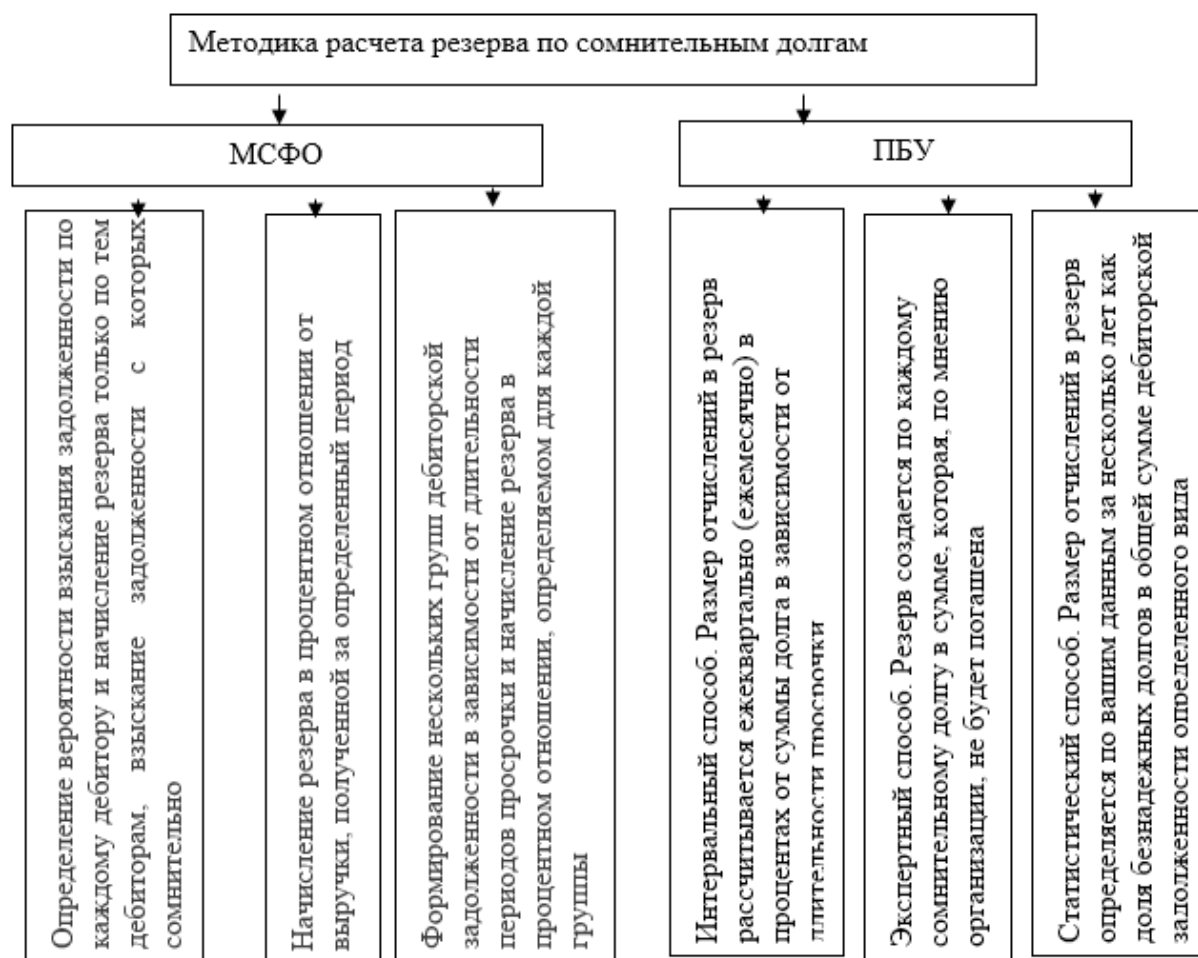 Методика расчета резерва по сомнительным долгам
МСФО
ПБУ
Определение вероятности взыскания задолженности по
каждому дебитору и начисление резерва только по тем
дебиторам, взыскание задолженности с которых
сомнительно
Начисление резерва в процентном отношении от
выручки, полученной за определенный период
Формирование нескольких групп дебиторской
задолженности в зависимости от длительности
периодов просрочки и начисление резерва в
процентном отношении, определяемом для каждой
группы
Интервальный способ. Размер отчислений в резерв
рассчитывается ежеквартально (ежемесячно) в
процентах от суммы долга в зависимости от
длительности просрочки
Экспертный способ. Резерв создается по каждому
сомнительному долгу в сумме, которая, по мнению
организации, не будет погашена
Статистический способ. Размер отчислений в резерв
определяется по вашим данным за несколько лет как
доля безнадежных долгов в общей сумме дебиторской
задолженности определенного вида